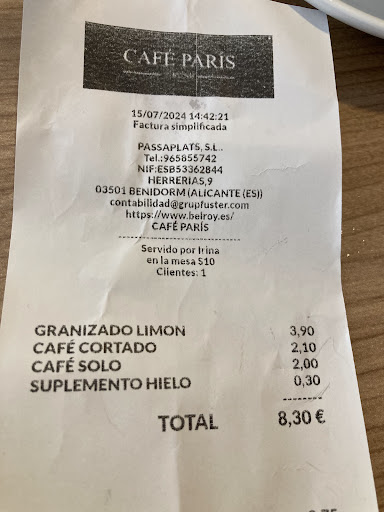 CAFÉ PARÍS
15/07/2024 14:42:21
Factura simplificada
PASSAPLATS, S.L..
Tel.:965855742
NIF:ESB53362844
HERRERIAS,9
03501 BENIDORM (ALICANTE (ES))
contabilidad@grupfuster.com
https://www.beiroy.es/
CAFÉ PARÍS
Servido por Irina
en la mesa 510
Clientes: 1
GRANIZADO LIMON 3,90
CAFÉ CORTADO 2,10
CAFÉ SOLO 2,00
SUPLEMENTO HIELO 0,30
TOTAL 8,30 €